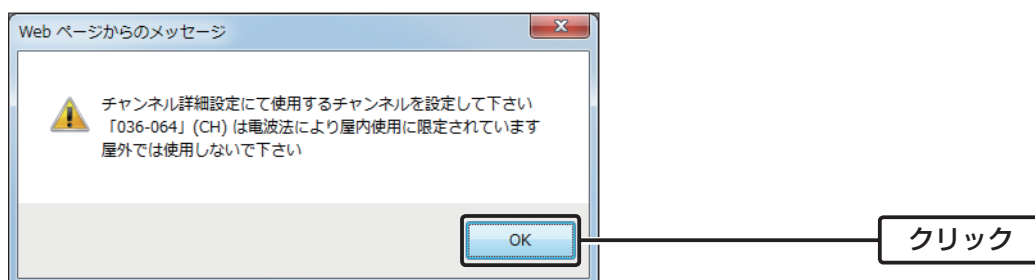 Web ページからのメッセージ
チャンネル詳細設定にて使用するチャンネルを設定して下さい
「036-064」(CH) は電波法により屋内使用に限定されています
屋外では使用しないで下さい
OK
クリック